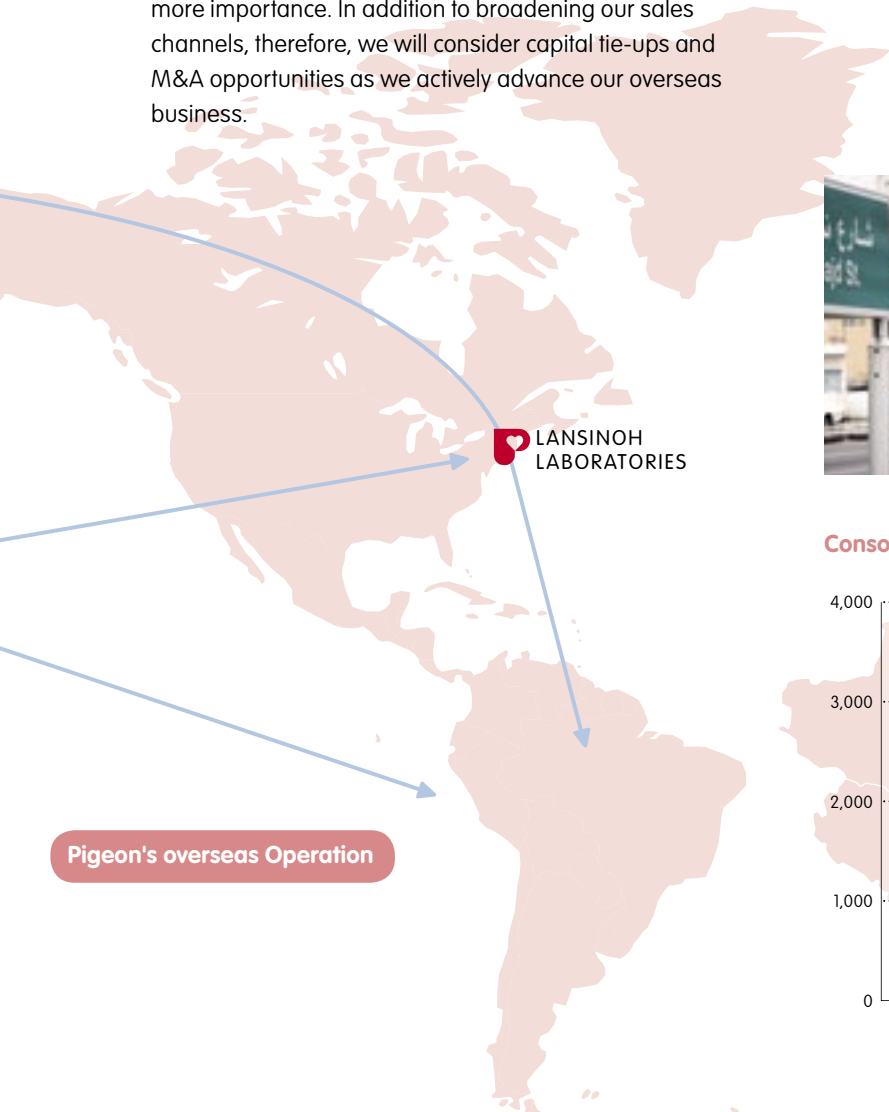 more importance. In addition to broadening our sales
channels, therefore, we will consider capital tie-ups and
M&A opportunities as we actively advance our overseas
business.
شارع
St.
LANSINOH
LABORATORIES
4,000
3,000
2,000
1,000
0
Pigeon's overseas Operation